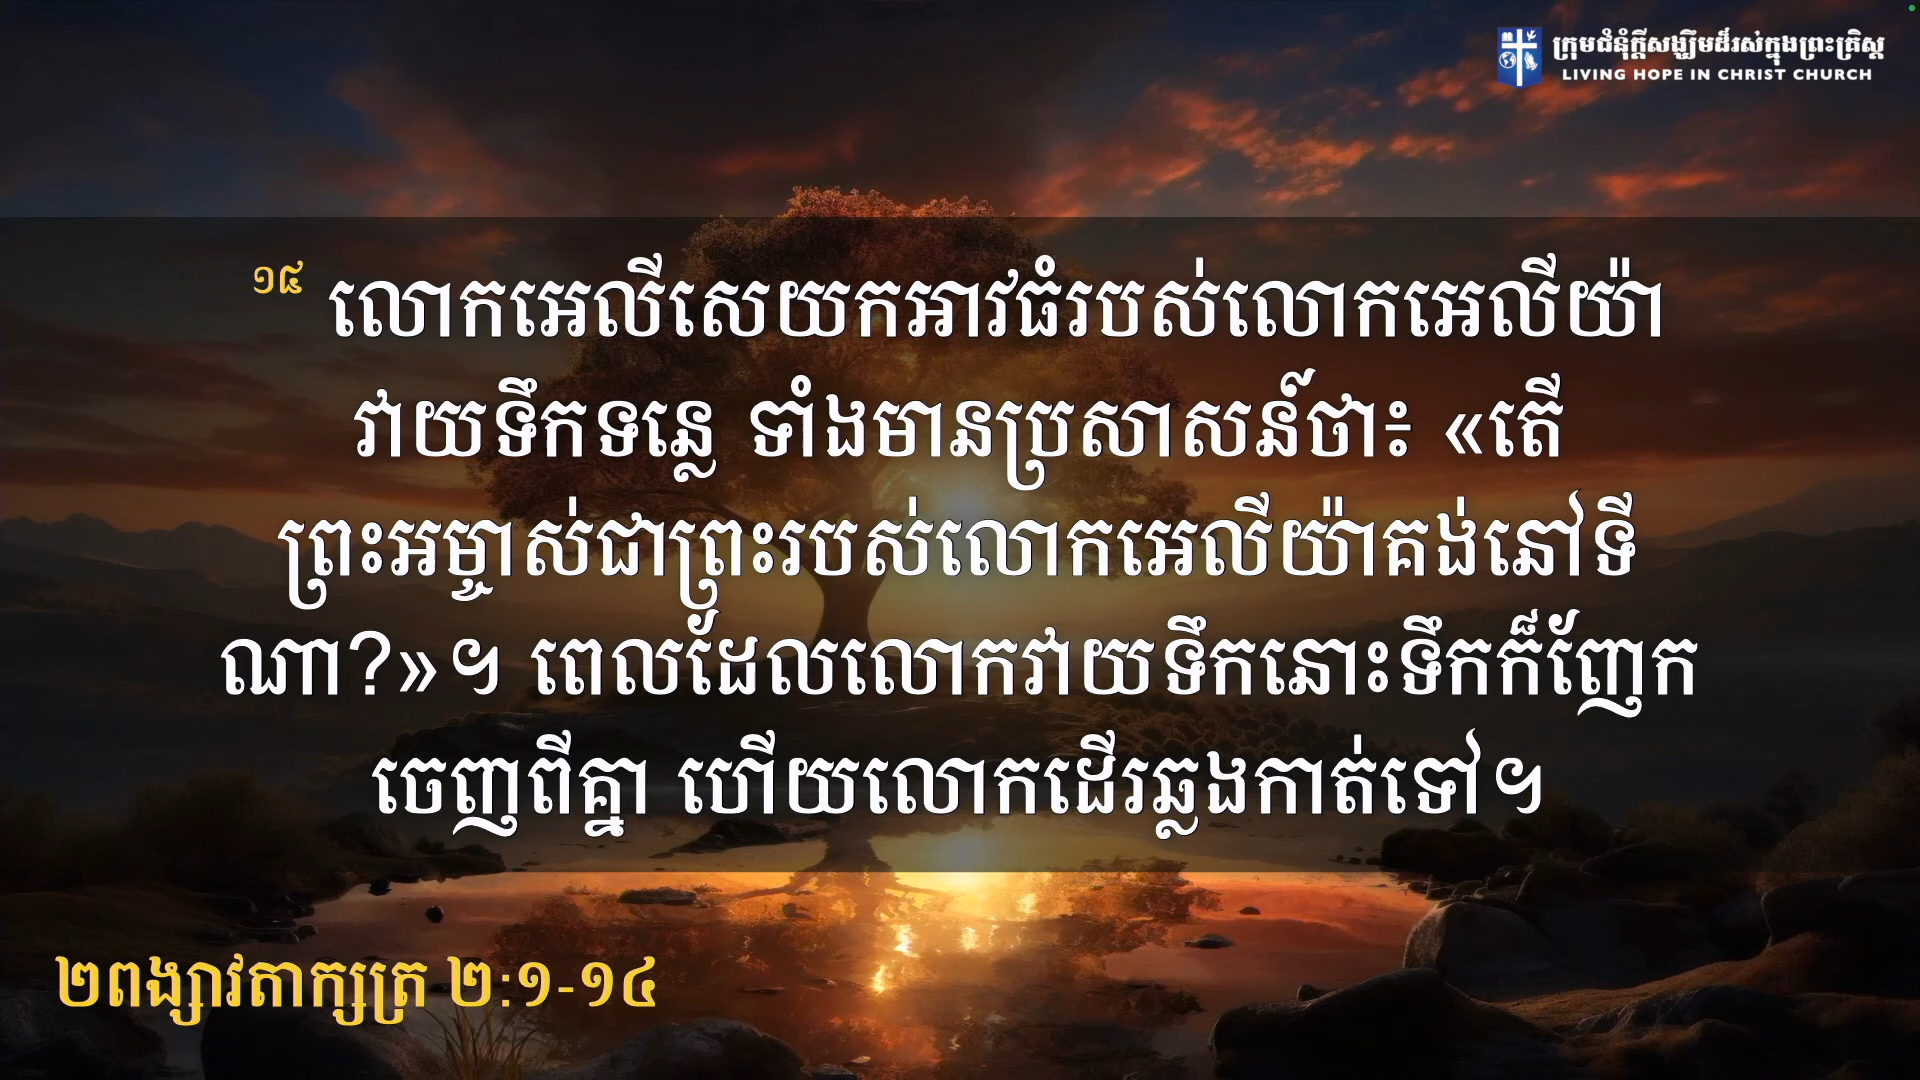 ក្រុមជំនុំក្ដីសង្ឃឹមដ៏រស់ក្នុងព្រះគ្រិស្ត
LIVING HOPE IN CHRIST CHURCH
១៥ លោកអេលីសេយកអាវធំរបស់លោកអេលីយ៉ា
វាយទឹកទន្លេ ទាំងមានប្រសាសន៍ថា៖ «តើ
ព្រះអម្ចាស់ជាព្រះរបស់លោកអេលីយ៉ាគង់នៅទី
ណា?»។ ពេលដែលលោកវាយទឹកនោះទឹកក៏ញែក
ចេញពីគ្នា ហើយលោកដើរឆ្លងកាត់ទៅ។
២ពង្សាវតាក្សត្រ ២:១-១៤